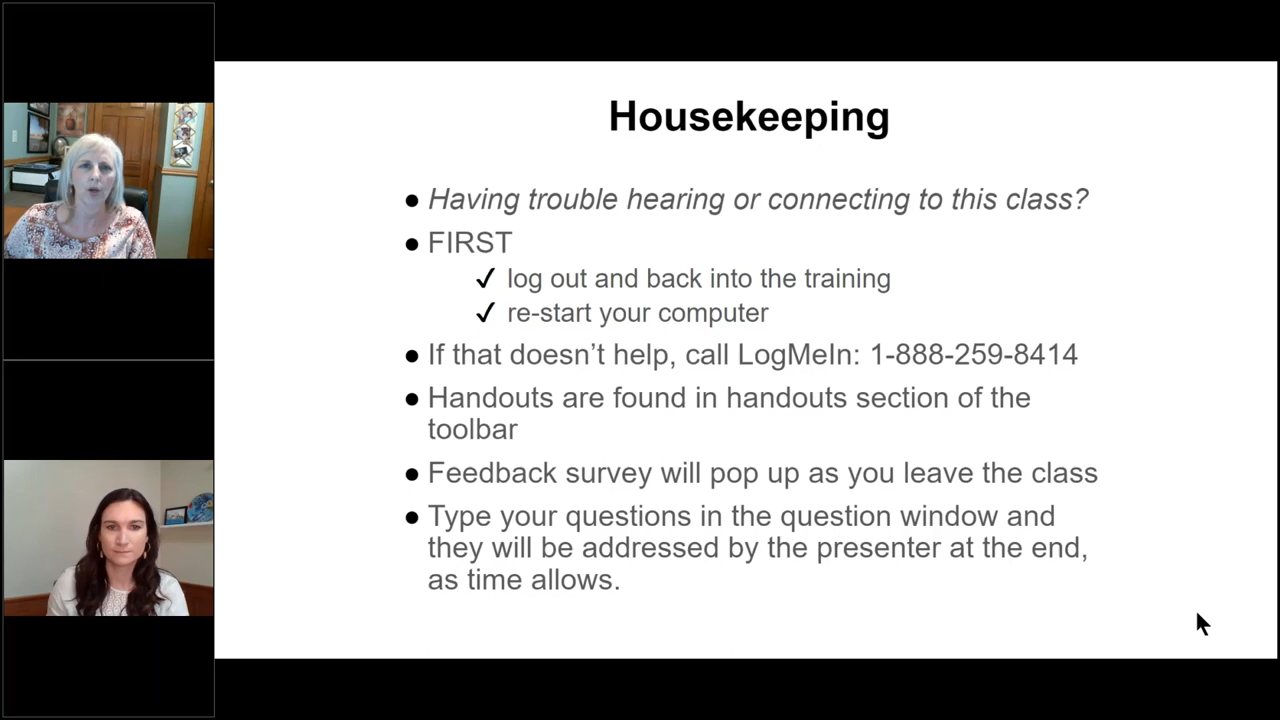 Housekeeping
● Having trouble hearing or connecting to this class?
● FIRST
✓ log out and back into the training
✓ re-start your computer
● If that doesn’t help, call LogMeIn: 1-888-259-8414
● Handouts are found in handouts section of the
toolbar
● Feedback survey will pop up as you leave the class
● Type your questions in the question window and
they will be addressed by the presenter at the end,
as time allows.